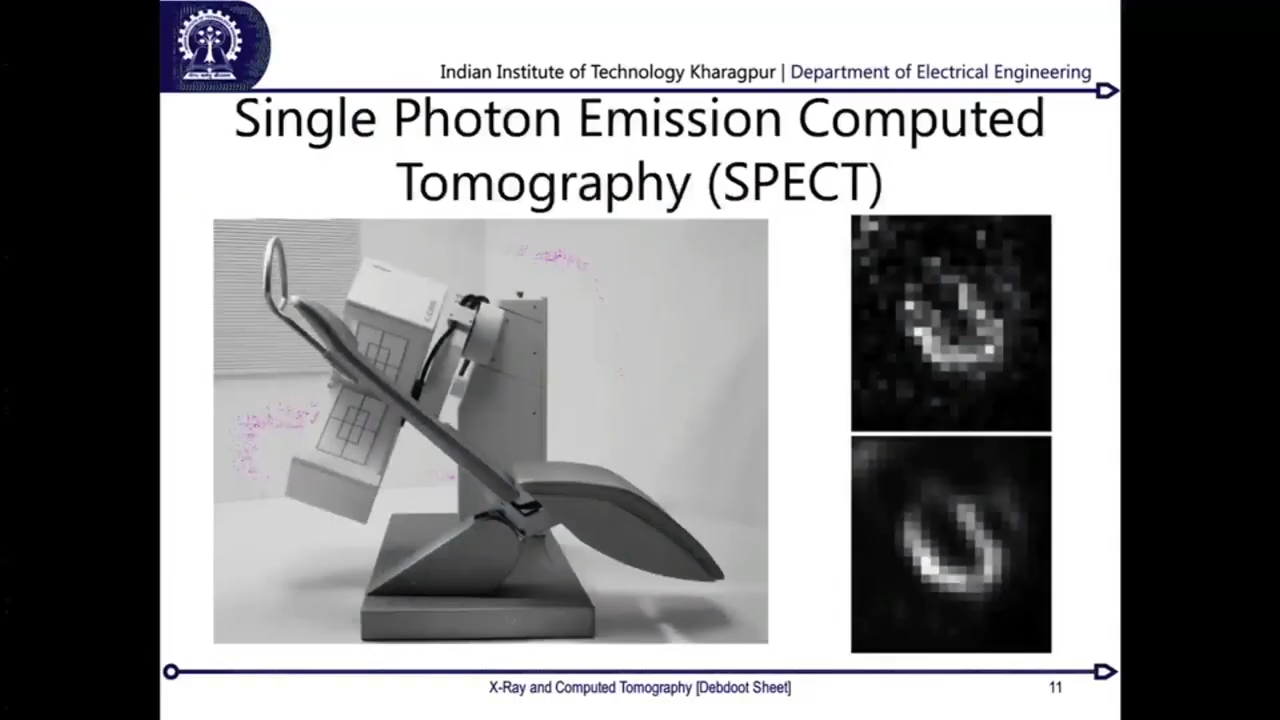 Indian Institute of Technology Kharagpur | Department of Electrical Engineering
Single Photon Emission Computed
Tomography (SPECT)
X-Ray and Computed Tomography [Debdoot Sheet]
11